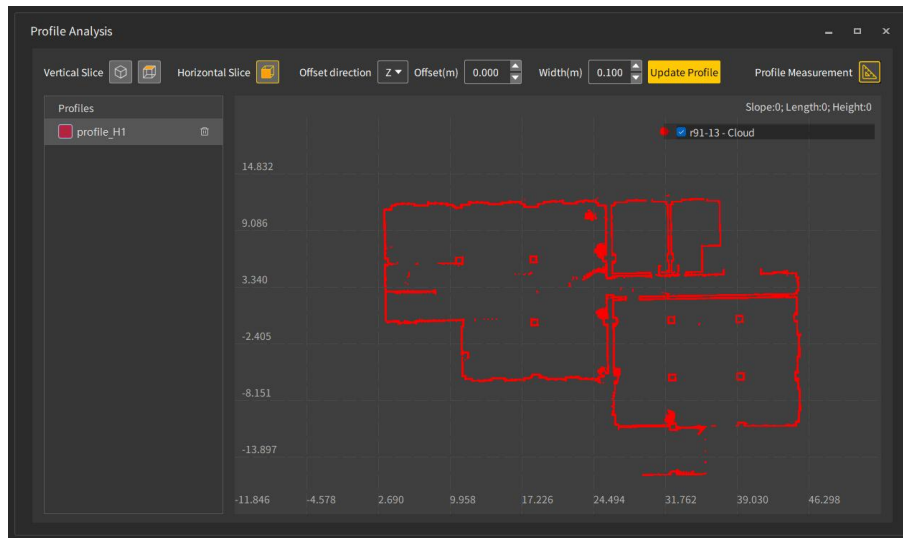 Profile Analysis
Vertical Slice Horizontal Slice Offset direction Z Offset(m) 0.000 Width(m) 0.100 Update Profile Profile Measurement
Profiles
profile_H1
Slope:0; Length:0; Height:0
r91-13 - Cloud
14.832
9.086
3.340
-2.405
-8.151
-13.897
-11.846 -4.578 2.690 9.958 17.226 24.494 31.762 39.030 46.298